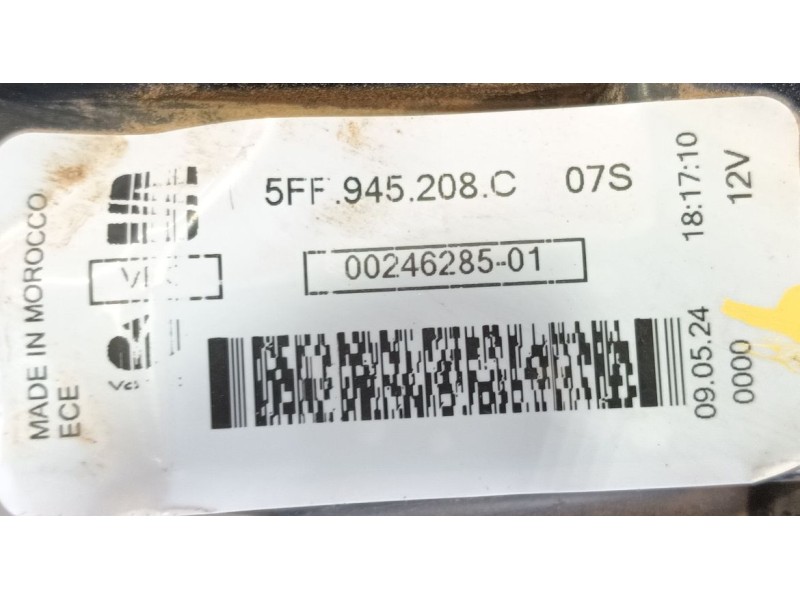 MADE IN MOROCCO
ECE
5FF.945.208.C 07S
00246285-01
18:17:10
12V
09.05.24
0000